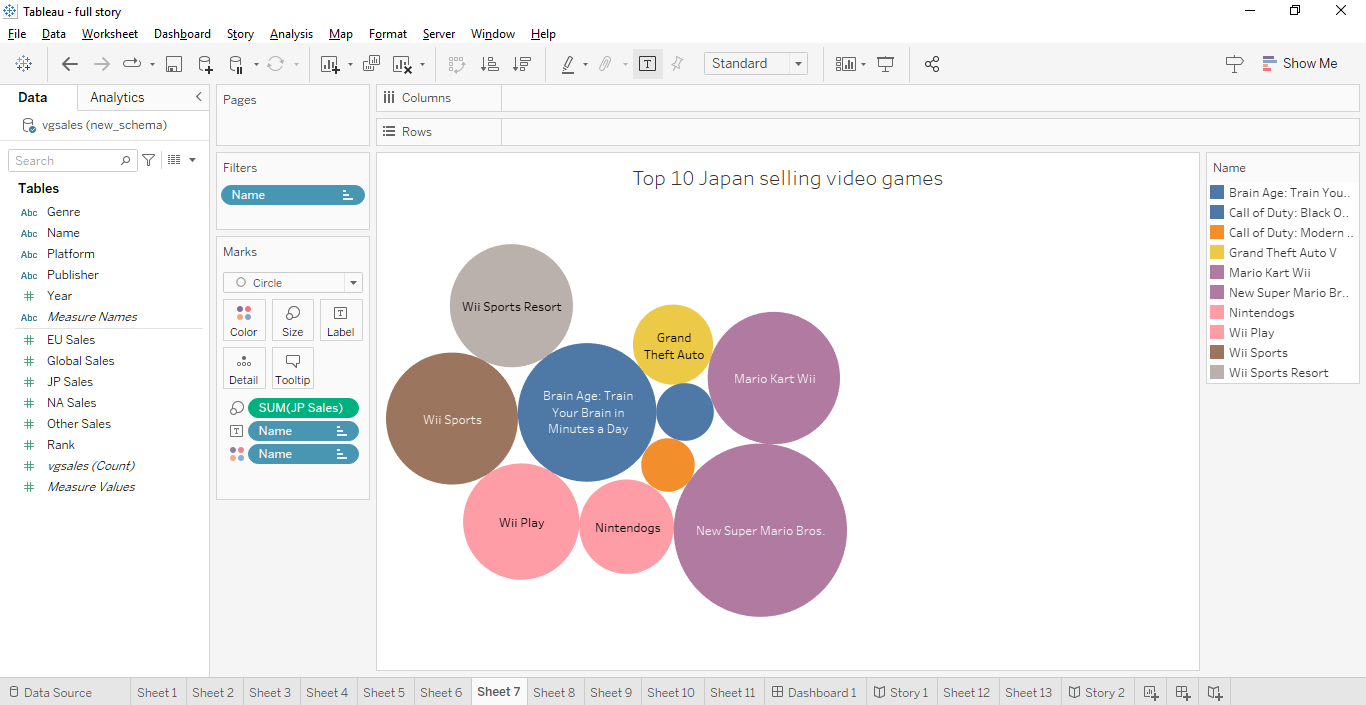 Tableau - full story
File Data Worksheet Dashboard Story Analysis Map Format Server Window Help
Standard
Show Me
Data Analytics
vgsales (new_schema)
Search
Tables
Abc Genre
Abc Name
Abc Platform
Abc Publisher
# Year
Abc Measure Names
# EU Sales
# Global Sales
# JP Sales
# NA Sales
# Other Sales
# Rank
# vgsales (Count)
# Measure Values
Pages
Filters
Name
Marks
Circle
Color Size Label
Detail Tooltip
SUM(JP Sales)
Name
Name
Columns
Rows
Top 10 Japan selling video games
Wii Sports Resort
Grand
Theft Auto
Mario Kart Wii
Brain Age: Train
Your Brain in
Minutes a Day
Wii Sports
Wii Play
Nintendogs
New Super Mario Bros.
Name
Brain Age: Train You..
Call of Duty: Black O..
Call of Duty: Modern ..
Grand Theft Auto V
Mario Kart Wii
New Super Mario Br..
Nintendogs
Wii Play
Wii Sports
Wii Sports Resort
Data Source Sheet 1 Sheet 2 Sheet 3 Sheet 4 Sheet 5 Sheet 6 Sheet 7 Sheet 8 Sheet 9 Sheet 10 Sheet 11 Dashboard 1 Story 1 Sheet 12 Sheet 13 Story 2